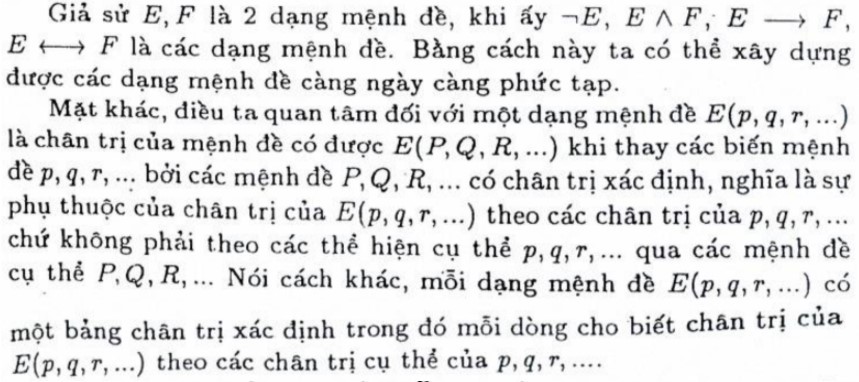 Giả sử E, F là 2 dạng mệnh đề, khi ấy ¬E, E ∧ F, E ⟶ F,
E ⟷ F là các dạng mệnh đề. Bằng cách này ta có thể xây dựng
được các dạng mệnh đề càng ngày càng phức tạp.
Mặt khác, điều ta quan tâm đối với một dạng mệnh đề E(p, q, r, ...)
là chân trị của mệnh đề có được E(P, Q, R, ...) khi thay các biến mệnh
đề p, q, r, ... bởi các mệnh đề P, Q, R, ... có chân trị xác định, nghĩa là sự
phụ thuộc của chân trị của E(p, q, r, ...) theo các chân trị của p, q, r, ...
chứ không phải theo các thể hiện cụ thể p, q, r, ... qua các mệnh đề
cụ thể P, Q, R, ... Nói cách khác, mỗi dạng mệnh đề E(p, q, r, ...) có
một bảng chân trị xác định trong đó mỗi dòng cho biết chân trị của
E(p, q, r, ...) theo các chân trị cụ thể của p, q, r, ....